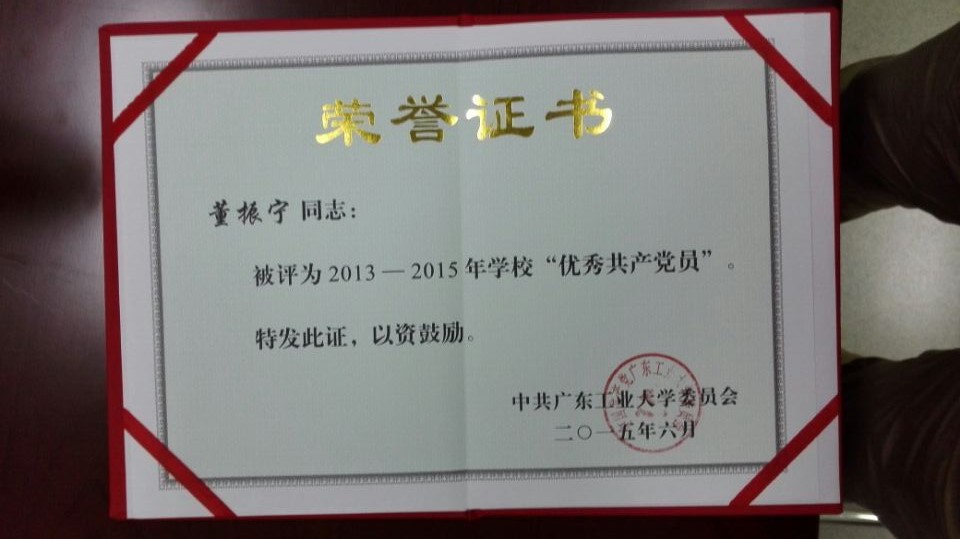 荣誉证书
董振宁 同志：
被评为 2013 — 2015 年学校“优秀共产党员”。
特发此证，以资鼓励。
中共广东工业大学委员会
二〇一五年六月